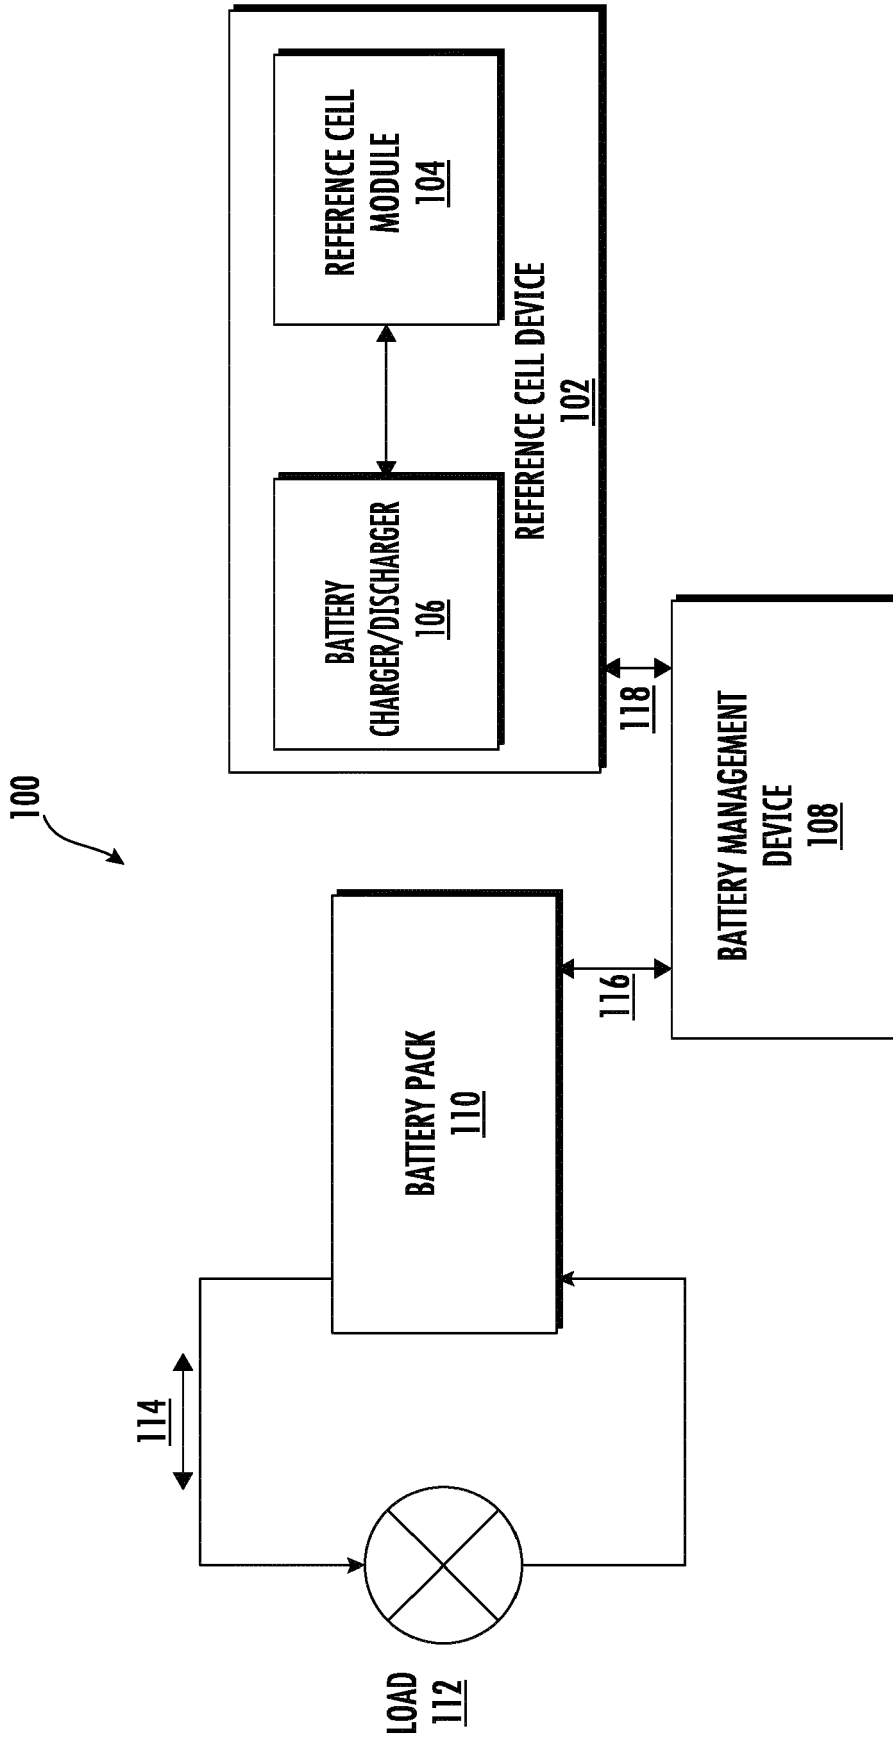 100
114
LOAD
112
BATTERY PACK
110
116
BATTERY
CHARGER/DISCHARGER
106
REFERENCE CELL
MODULE
104
REFERENCE CELL DEVICE
102
118
BATTERY MANAGEMENT
DEVICE
108